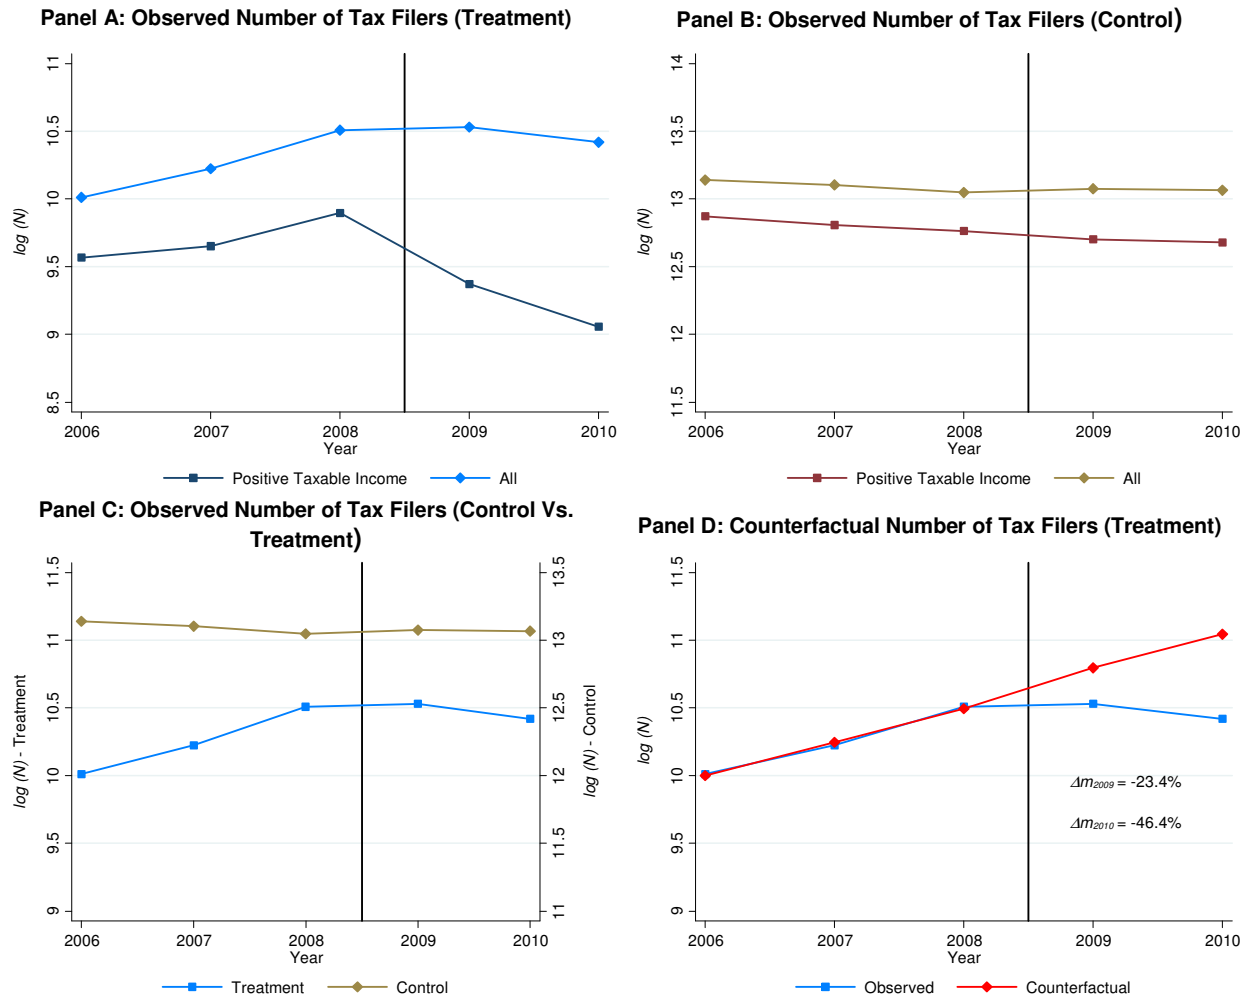 Panel A: Observed Number of Tax Filers (Treatment)
log (N)
11
10.5
10
9.5
9
8.5
2006 2007 2008 2009 2010
Year
Positive Taxable Income All
Panel B: Observed Number of Tax Filers (Control)
log (N)
14
13.5
13
12.5
12
11.5
2006 2007 2008 2009 2010
Year
Positive Taxable Income All
Panel C: Observed Number of Tax Filers (Control Vs.
Treatment)
log (N) - Treatment
11.5
11
10.5
10
9.5
9
13.5
13
12.5
12
11.5
11
log (N) - Control
2006 2007 2008 2009 2010
Year
Treatment Control
Panel D: Counterfactual Number of Tax Filers (Treatment)
log (N)
11.5
11
10.5
10
9.5
9
Δm2009 = -23.4%
Δm2010 = -46.4%
2006 2007 2008 2009 2010
Year
Observed Counterfactual